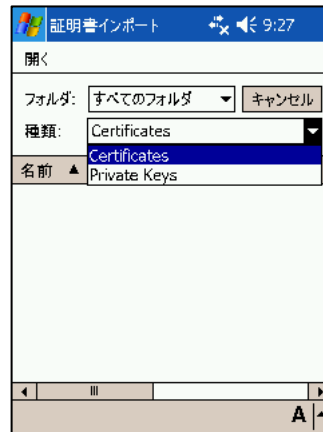 証明書インポート 9:27
開く
フォルダ: すべてのフォルダ キャンセル
種類: Certificates
Certificates
Private Keys
名前
A